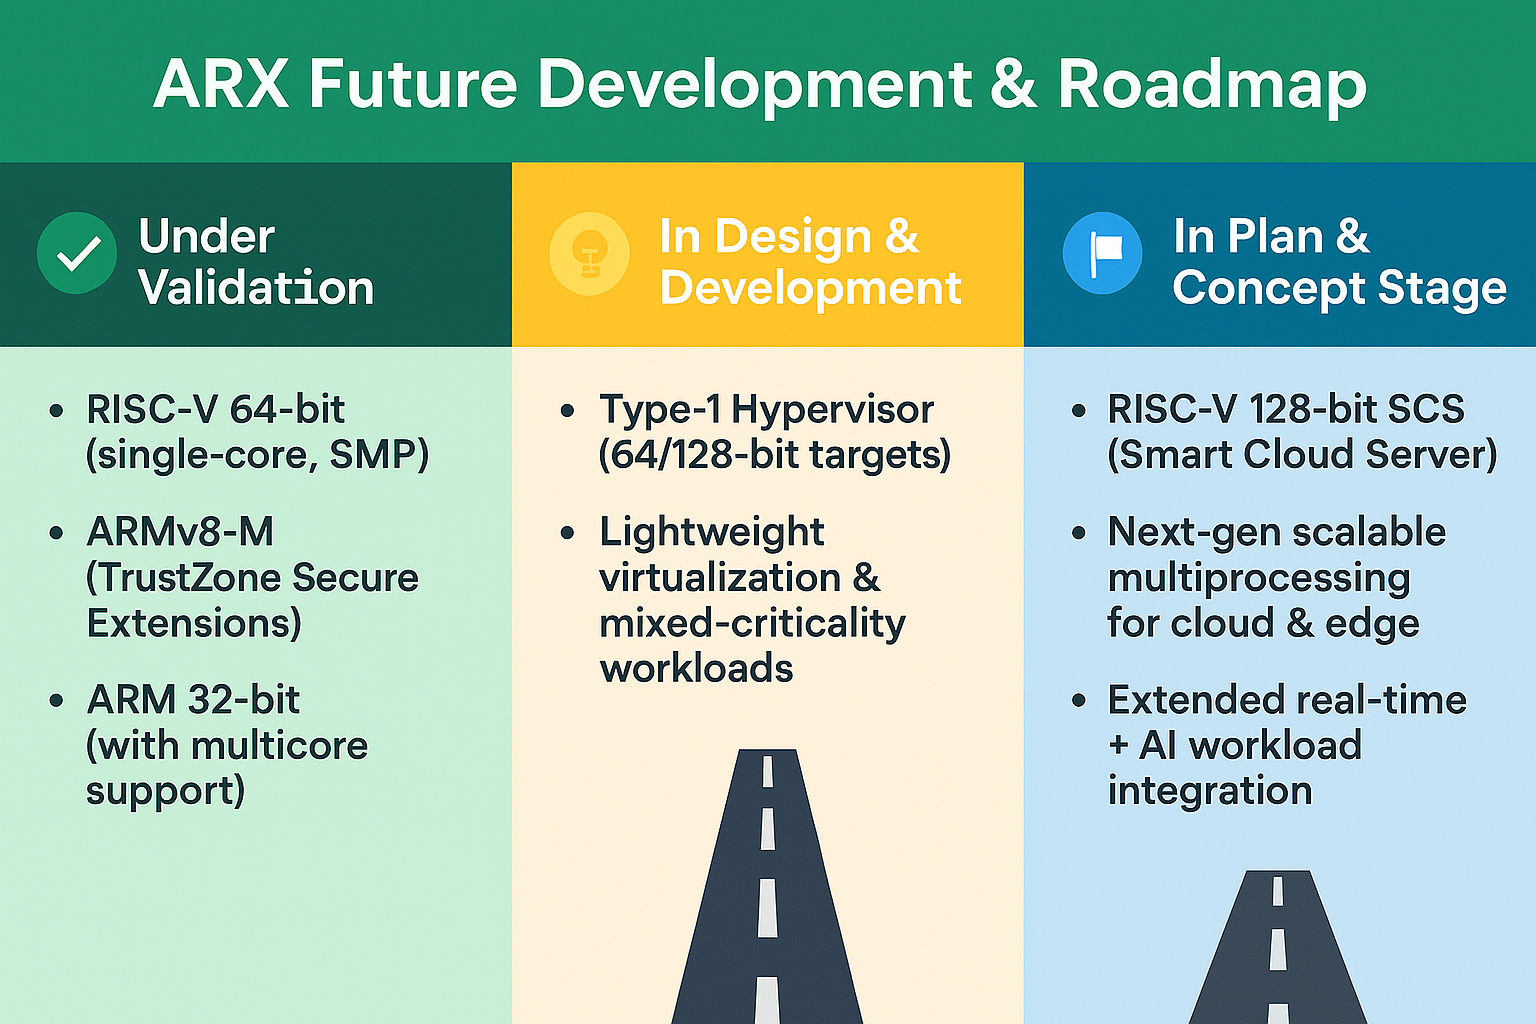 ARX Future Development & Roadmap
Under
Validation
• RISC-V 64-bit
(single-core, SMP)
• ARMv8-M
(TrustZone Secure
Extensions)
• ARM 32-bit
(with multicore
support)
In Design &
Development
• Type-1 Hypervisor
(64/128-bit targets)
• Lightweight
virtualization &
mixed-criticality
workloads
In Plan &
Concept Stage
• RISC-V 128-bit SCS
(Smart Cloud Server)
• Next-gen scalable
multiprocessing
for cloud & edge
• Extended real-time
+ AI workload
integration